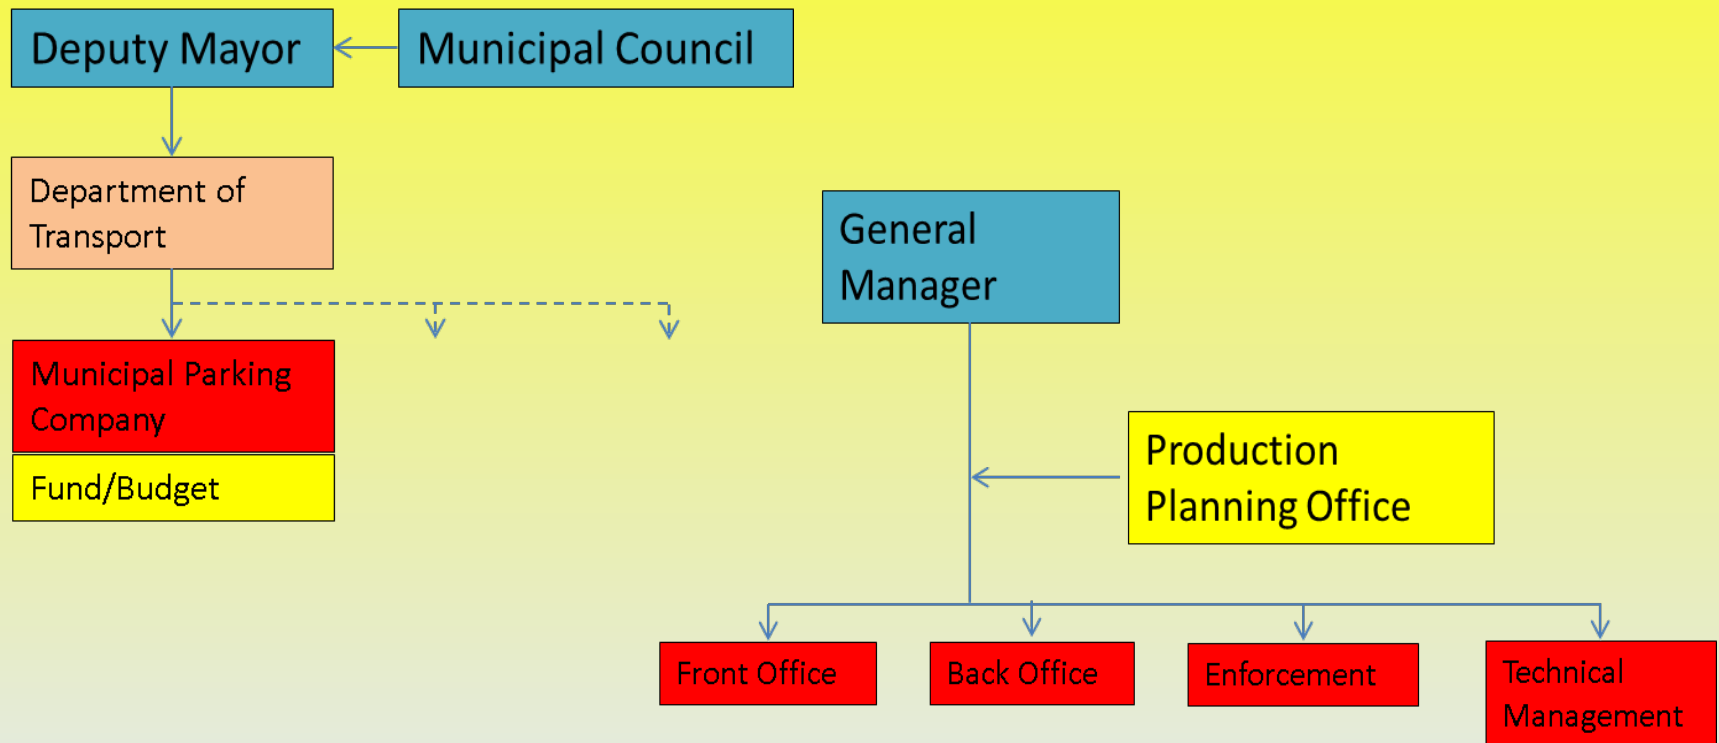 Deputy Mayor
Municipal Council
Department of
Transport
General
Manager
Municipal Parking
Company
Fund/Budget
Production
Planning Office
Front Office
Back Office
Enforcement
Technical
Management